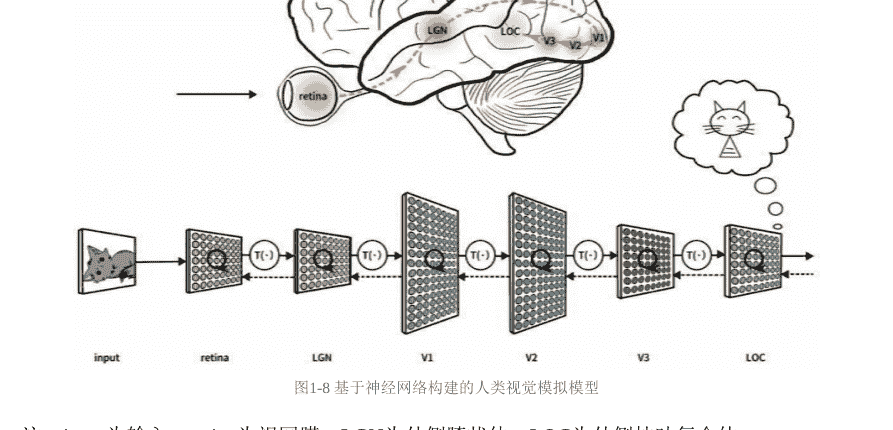 LGN LOC V3 V2 V1
retina
T(·) T(·) T(·) T(·) T(·)
input retina LGN V1 V2 V3 LOC
图1-8 基于神经网络构建的人类视觉模拟模型